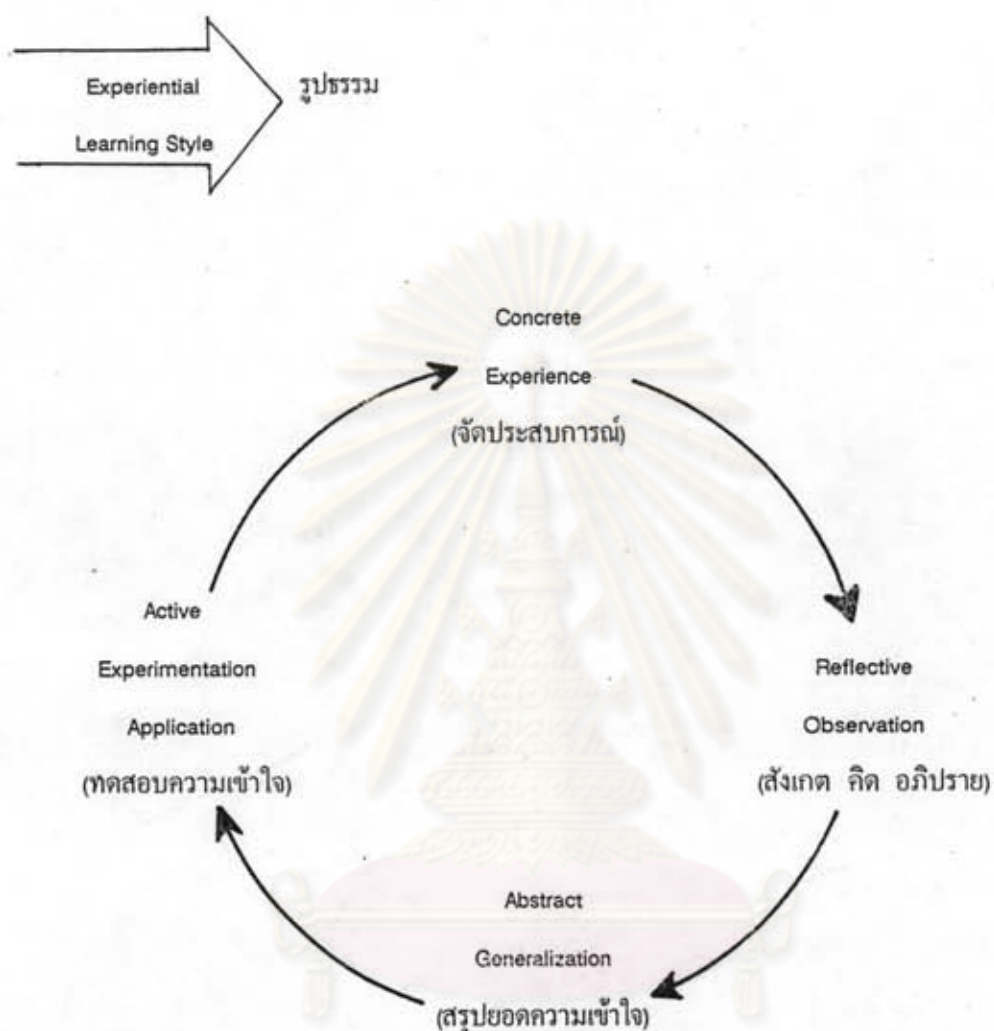 Experiential
Learning Style
รูปธรรม
Concrete
Experience
(จัดประสบการณ์)
Reflective
Observation
(สังเกต คิด อภิปราย)
Abstract
Generalization
(สรุปยอดความเข้าใจ)
Active
Experimentation
Application
(ทดสอบความเข้าใจ)